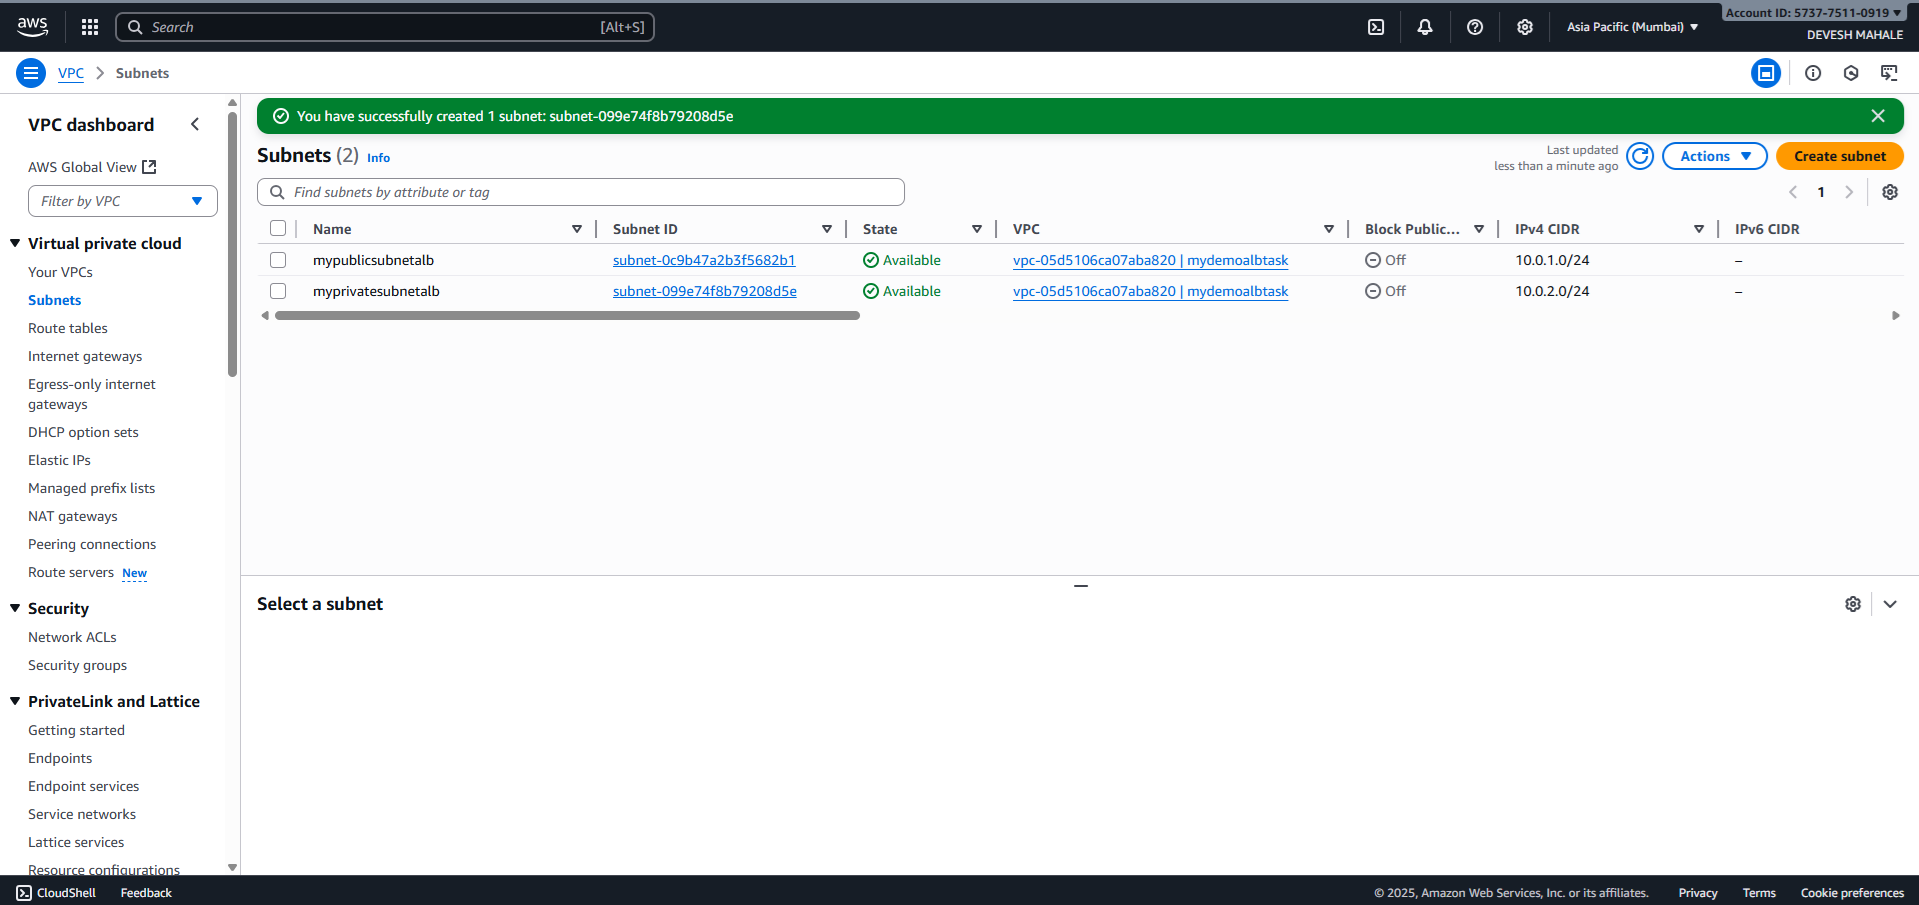 aws
Search [Alt+S]
Asia Pacific (Mumbai)
Account ID: 5737-7511-0919
DEVESH MAHALE
VPC Subnets
VPC dashboard
AWS Global View
Filter by VPC
Virtual private cloud
Your VPCs
Subnets
Route tables
Internet gateways
Egress-only internet
gateways
DHCP option sets
Elastic IPs
Managed prefix lists
NAT gateways
Peering connections
Route servers New
Security
Network ACLs
Security groups
PrivateLink and Lattice
Getting started
Endpoints
Endpoint services
Service networks
Lattice services
Resource configurations
You have successfully created 1 subnet: subnet-099e74f8b79208d5e
Subnets (2) Info
Last updated
less than a minute ago
Actions
Create subnet
Find subnets by attribute or tag
1
Name Subnet ID State VPC Block Public... IPv4 CIDR IPv6 CIDR
mypublicsubnetalb subnet-0c9b47a2b3f5682b1 Available vpc-05d5106ca07aba820 | mydemoalbtask Off 10.0.1.0/24 –
myprivatesubnetalb subnet-099e74f8b79208d5e Available vpc-05d5106ca07aba820 | mydemoalbtask Off 10.0.2.0/24 –
Select a subnet
CloudShell Feedback © 2025, Amazon Web Services, Inc. or its affiliates. Privacy Terms Cookie preferences